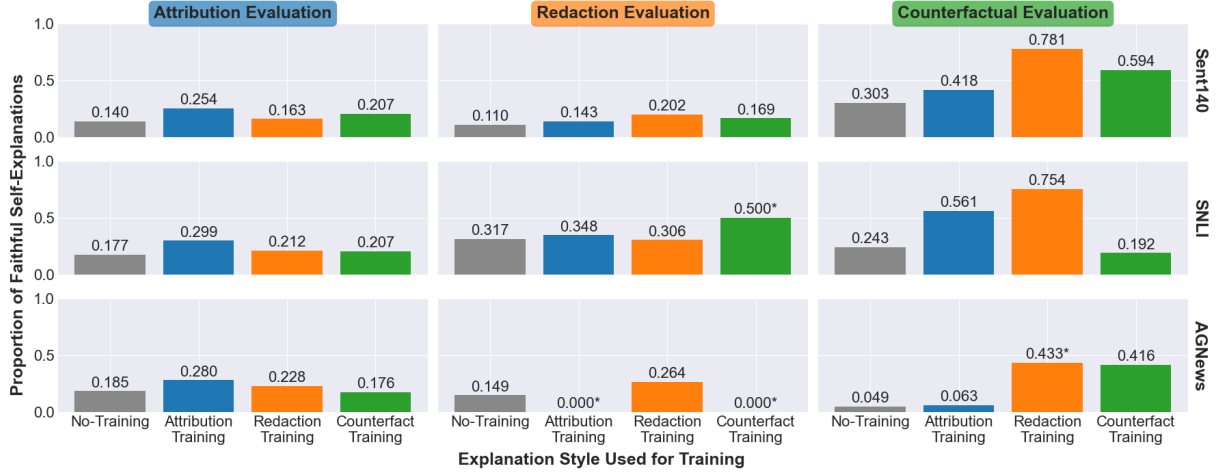 Attribution Evaluation
Redaction Evaluation
Counterfactual Evaluation
Proportion of Faithful Self-Explanations
1.0
0.5
0.0
0.140
0.254
0.163
0.207
0.110
0.143
0.202
0.169
0.303
0.418
0.781
0.594
Sent140
1.0
0.5
0.0
0.177
0.299
0.212
0.207
0.317
0.348
0.306
0.500*
0.243
0.561
0.754
0.192
SNLI
1.0
0.5
0.0
0.185
0.280
0.228
0.176
0.149
0.000*
0.264
0.000*
0.049
0.063
0.433*
0.416
AGNews
No-Training
Attribution
Training
Redaction
Training
Counterfact
Training
No-Training
Attribution
Training
Redaction
Training
Counterfact
Training
No-Training
Attribution
Training
Redaction
Training
Counterfact
Training
Explanation Style Used for Training